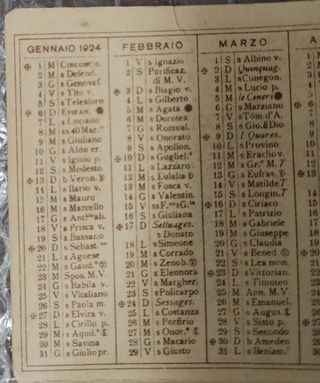 GENNAIO 1924
✠ 1 M Circoncis.
2 M s Defend.
3 G s Genovef.
4 V s Tito v.
5 S s Telesforo
✠ 6 D
7 L s Luciano
8 M ss 40 Mar.
9 M s Giuliano
10 G s Aldo er.
11 V s Iginio p.
12 S s Modesto
✠ 13 D b Veron.
14 L s Ilario v.
15 M s Mauro
16 M s Marcello
17 G s Ant. ab.
18 V s Prisca v.
19 S s Bassano
✠ 20 D s Sebast.
21 L s Agnese
22 M s Gaud.
23 M Spos. M.V.
24 G s Babila v.
25 V s Vitaliano
26 S s Paola m.
✠ 27 D s Elvira v.
28 L s Cirillo p.
29 M s Aquil.
30 M s Savina
31 G s Giulio pr.
FEBBRAIO
1 V s Ignazio
2 S Purificaz.
di M. V.
✠ 3 D s Biagio v.
4 L s Gilberto
5 M s Agata
6 M s Dorotea
7 G s Romual.
8 V s Onorato
9 S s Apollon.
✠ 10 D s Gugliel.
11 L s Lazzaro
12 M s Eulalia
13 M s Fosca v.
14 G s Valentin.
15 V
16 S s Giuliana
✠ 17 D Settuages.
s Donato
18 L s Simeone
19 M s Corrado
20 M s Zenob.
21 G s Eleonora
22 V s Margher.
23 S s Policarpo
✠ 24 D Sessages.
25 L s Costanza
26 M s Porfirio
27 M s Onor.
28 G s Macario
29 V s Giusto
MARZO
1 S s Albino v.
✠ 2 D Quinquag.
3 L s Cunegon.
4 M s Lucio p.
5 M le Ceneri
6 G s Marziano
7 V s Tôm. d'A.
8 S s Gio. di Dio
✠ 9 D I Quares.
10 L s Provino
11 M s Eraclio
12 M s Gr. M. T
13 G s Eufras.
14 V s Matilde T
15 S s Longin. T
✠ 16 D s Ciriaco
17 L s Patrizio
18 M s Gabriele
19 M s Giuseppe
20 G s Claudia
21 V s Bened
22 S s Lea men.
✠ 23 D s Vittorian.
24 L s Timoteo
25 M Ann. M.V.
26 M s Emanuel.
27 G s Augus.
28 V s Sisto p.
29 S s Secondo
✠ 30 D b Amedeo
31 L s Beniam.
A